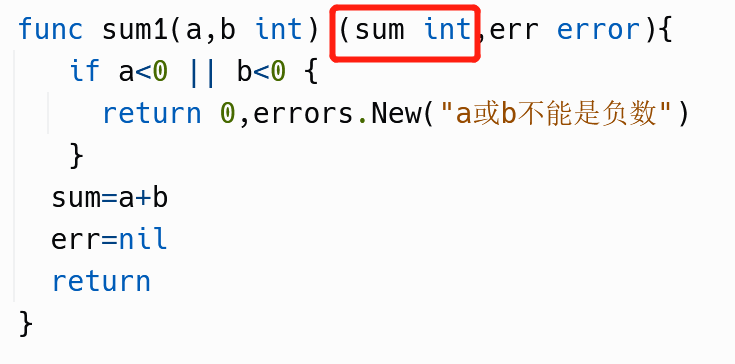 func sum1(a,b int) (sum int,err error){
if a<0 || b<0 {
return 0,errors.New("a或b不能是负数")
}
sum=a+b
err=nil
return
}